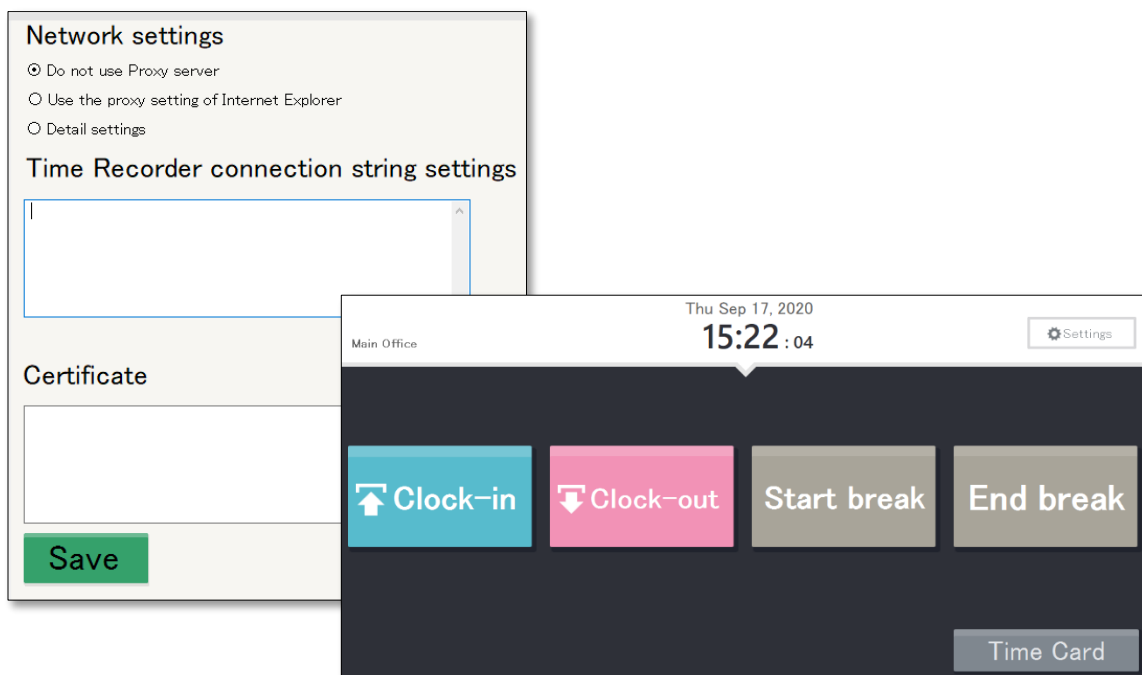 Network settings
Do not use Proxy server
Use the proxy setting of Internet Explorer
Detail settings
Time Recorder connection string settings
Certificate
Save
Thu Sep 17, 2020
Main Office
15:22:04
Settings
Clock-in
Clock-out
Start break
End break
Time Card